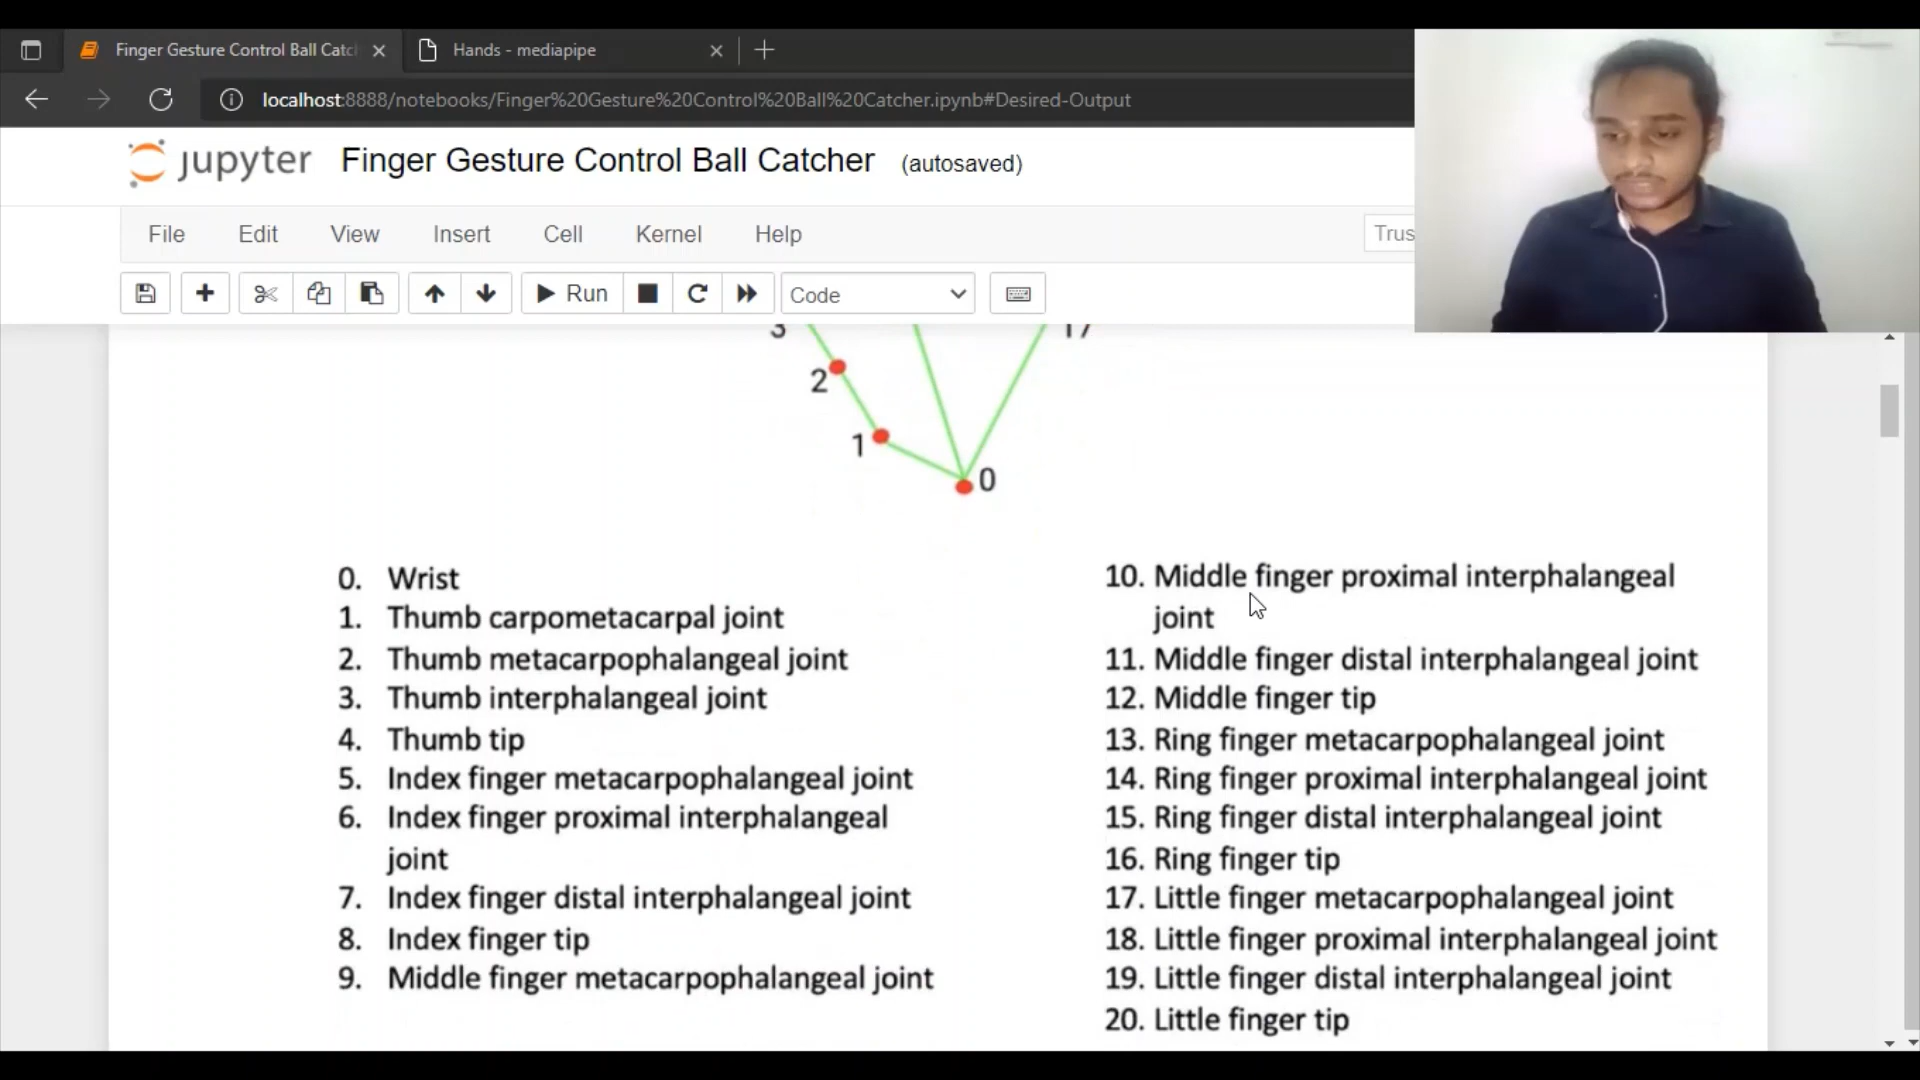 Finger Gesture Control Ball Catc
Hands - mediapipe
localhost:8888/notebooks/Finger%20Gesture%20Control%20Ball%20Catcher.ipynb#Desired-Output
jupyter Finger Gesture Control Ball Catcher (autosaved)
File Edit View Insert Cell Kernel Help Trus
Run Code
3 17
2
1
0
0. Wrist
1. Thumb carpometacarpal joint
2. Thumb metacarpophalangeal joint
3. Thumb interphalangeal joint
4. Thumb tip
5. Index finger metacarpophalangeal joint
6. Index finger proximal interphalangeal
joint
7. Index finger distal interphalangeal joint
8. Index finger tip
9. Middle finger metacarpophalangeal joint
10. Middle finger proximal interphalangeal
joint
11. Middle finger distal interphalangeal joint
12. Middle finger tip
13. Ring finger metacarpophalangeal joint
14. Ring finger proximal interphalangeal joint
15. Ring finger distal interphalangeal joint
16. Ring finger tip
17. Little finger metacarpophalangeal joint
18. Little finger proximal interphalangeal joint
19. Little finger distal interphalangeal joint
20. Little finger tip